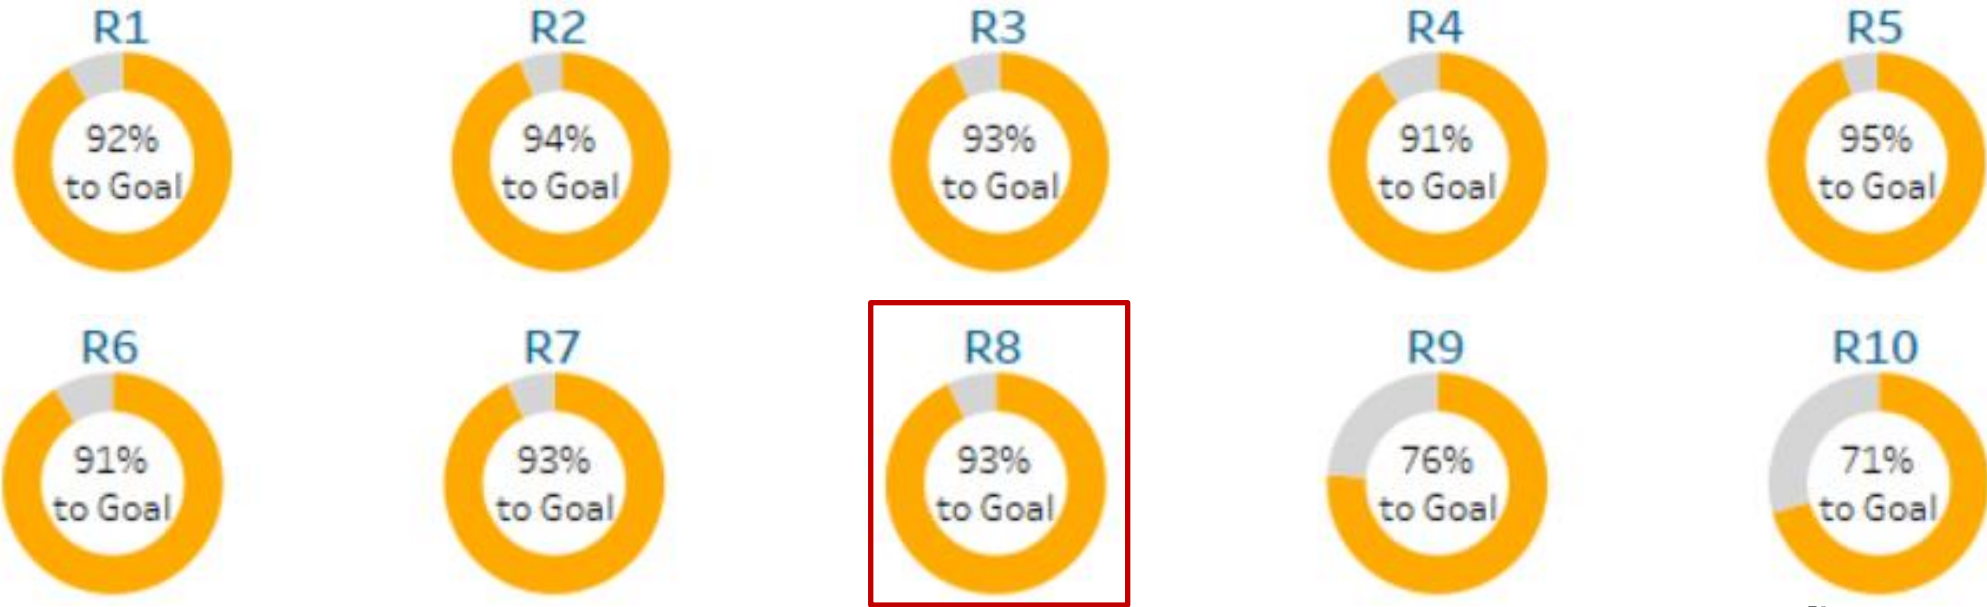 R1
92%
to Goal
R2
94%
to Goal
R3
93%
to Goal
R4
91%
to Goal
R5
95%
to Goal
R6
91%
to Goal
R7
93%
to Goal
R8
93%
to Goal
R9
76%
to Goal
R10
71%
to Goal